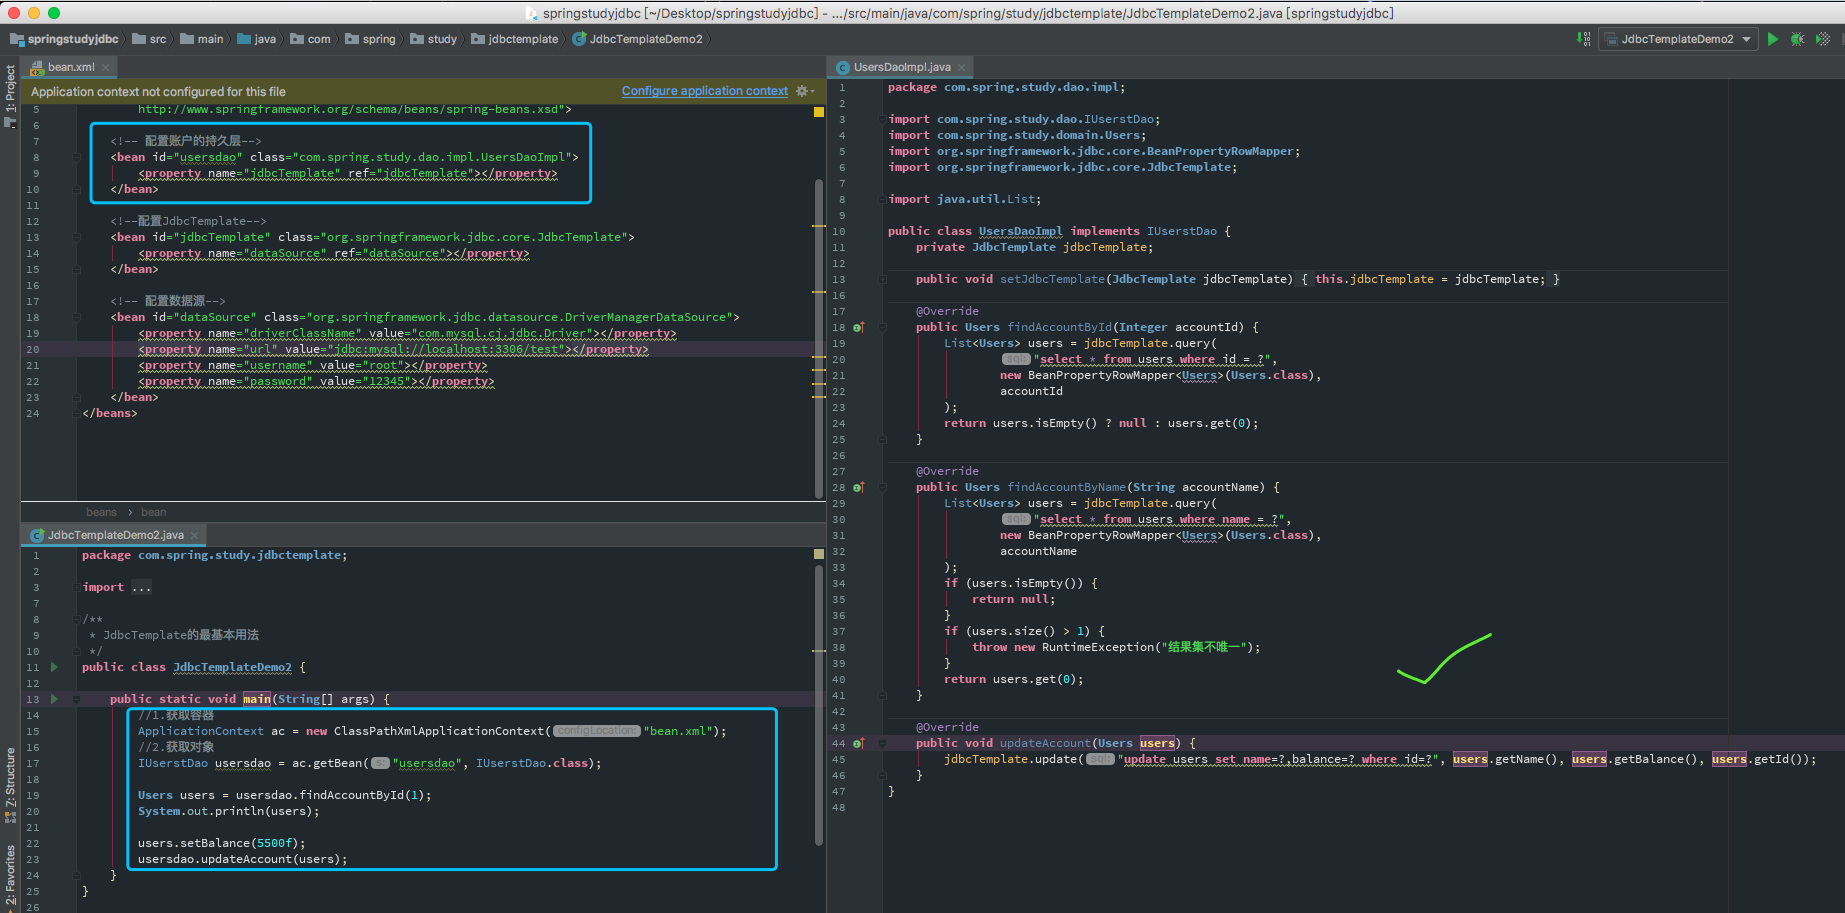 springstudyjdbc [~/Desktop/springstudyjdbc] - .../src/main/java/com/spring/study/jdbctemplate/JdbcTemplateDemo2.java [springstudyjdbc]
springstudyjdbc src main java com spring study jdbctemplate JdbcTemplateDemo2 JdbcTemplateDemo2
1: Project
Z: Structure
2: Favorites
bean.xml
Application context not configured for this file Configure application context
5 http://www.springframework.org/schema/beans/spring-beans.xsd">
6
7 <!-- 配置账户的持久层-->
8 <bean id="usersdao" class="com.spring.study.dao.impl.UsersDaoImpl">
9 <property name="jdbcTemplate" ref="jdbcTemplate"></property>
10 </bean>
11
12 <!--配置JdbcTemplate-->
13 <bean id="jdbcTemplate" class="org.springframework.jdbc.core.JdbcTemplate">
14 <property name="dataSource" ref="dataSource"></property>
15 </bean>
16
17 <!-- 配置数据源-->
18 <bean id="dataSource" class="org.springframework.jdbc.datasource.DriverManagerDataSource">
19 <property name="driverClassName" value="com.mysql.cj.jdbc.Driver"></property>
20 <property name="url" value="jdbc:mysql://localhost:3306/test"></property>
21 <property name="username" value="root"></property>
22 <property name="password" value="12345"></property>
23 </bean>
24 </beans>
beans › bean
JdbcTemplateDemo2.java
1 package com.spring.study.jdbctemplate;
2
3 import ...
7
8 /**
9 * JdbcTemplate的最基本用法
10 */
11 public class JdbcTemplateDemo2 {
12
13 public static void main(String[] args) {
14 //1.获取容器
15 ApplicationContext ac = new ClassPathXmlApplicationContext( configLocation: "bean.xml");
16 //2.获取对象
17 IUserstDao usersdao = ac.getBean( s: "usersdao", IUserstDao.class);
18
19 Users users = usersdao.findAccountById(1);
20 System.out.println(users);
21
22 users.setBalance(5500f);
23 usersdao.updateAccount(users);
24 }
25 }
26
UsersDaoImpl.java
1 package com.spring.study.dao.impl;
2
3 import com.spring.study.dao.IUserstDao;
4 import com.spring.study.domain.Users;
5 import org.springframework.jdbc.core.BeanPropertyRowMapper;
6 import org.springframework.jdbc.core.JdbcTemplate;
7
8 import java.util.List;
9
10 public class UsersDaoImpl implements IUserstDao {
11 private JdbcTemplate jdbcTemplate;
12
13 public void setJdbcTemplate(JdbcTemplate jdbcTemplate) { this.jdbcTemplate = jdbcTemplate; }
16
17 @Override
18 public Users findAccountById(Integer accountId) {
19 List<Users> users = jdbcTemplate.query(
20 sql: "select * from users where id = ?",
21 new BeanPropertyRowMapper<Users>(Users.class),
22 accountId
23 );
24 return users.isEmpty() ? null : users.get(0);
25 }
26
27 @Override
28 public Users findAccountByName(String accountName) {
29 List<Users> users = jdbcTemplate.query(
30 sql: "select * from users where name = ?",
31 new BeanPropertyRowMapper<Users>(Users.class),
32 accountName
33 );
34 if (users.isEmpty()) {
35 return null;
36 }
37 if (users.size() > 1) {
38 throw new RuntimeException("结果集不唯一");
39 }
40 return users.get(0);
41 }
42
43 @Override
44 public void updateAccount(Users users) {
45 jdbcTemplate.update( sql: "update users set name=?,balance=? where id=?", users.getName(), users.getBalance(), users.getId());
46 }
47 }
48